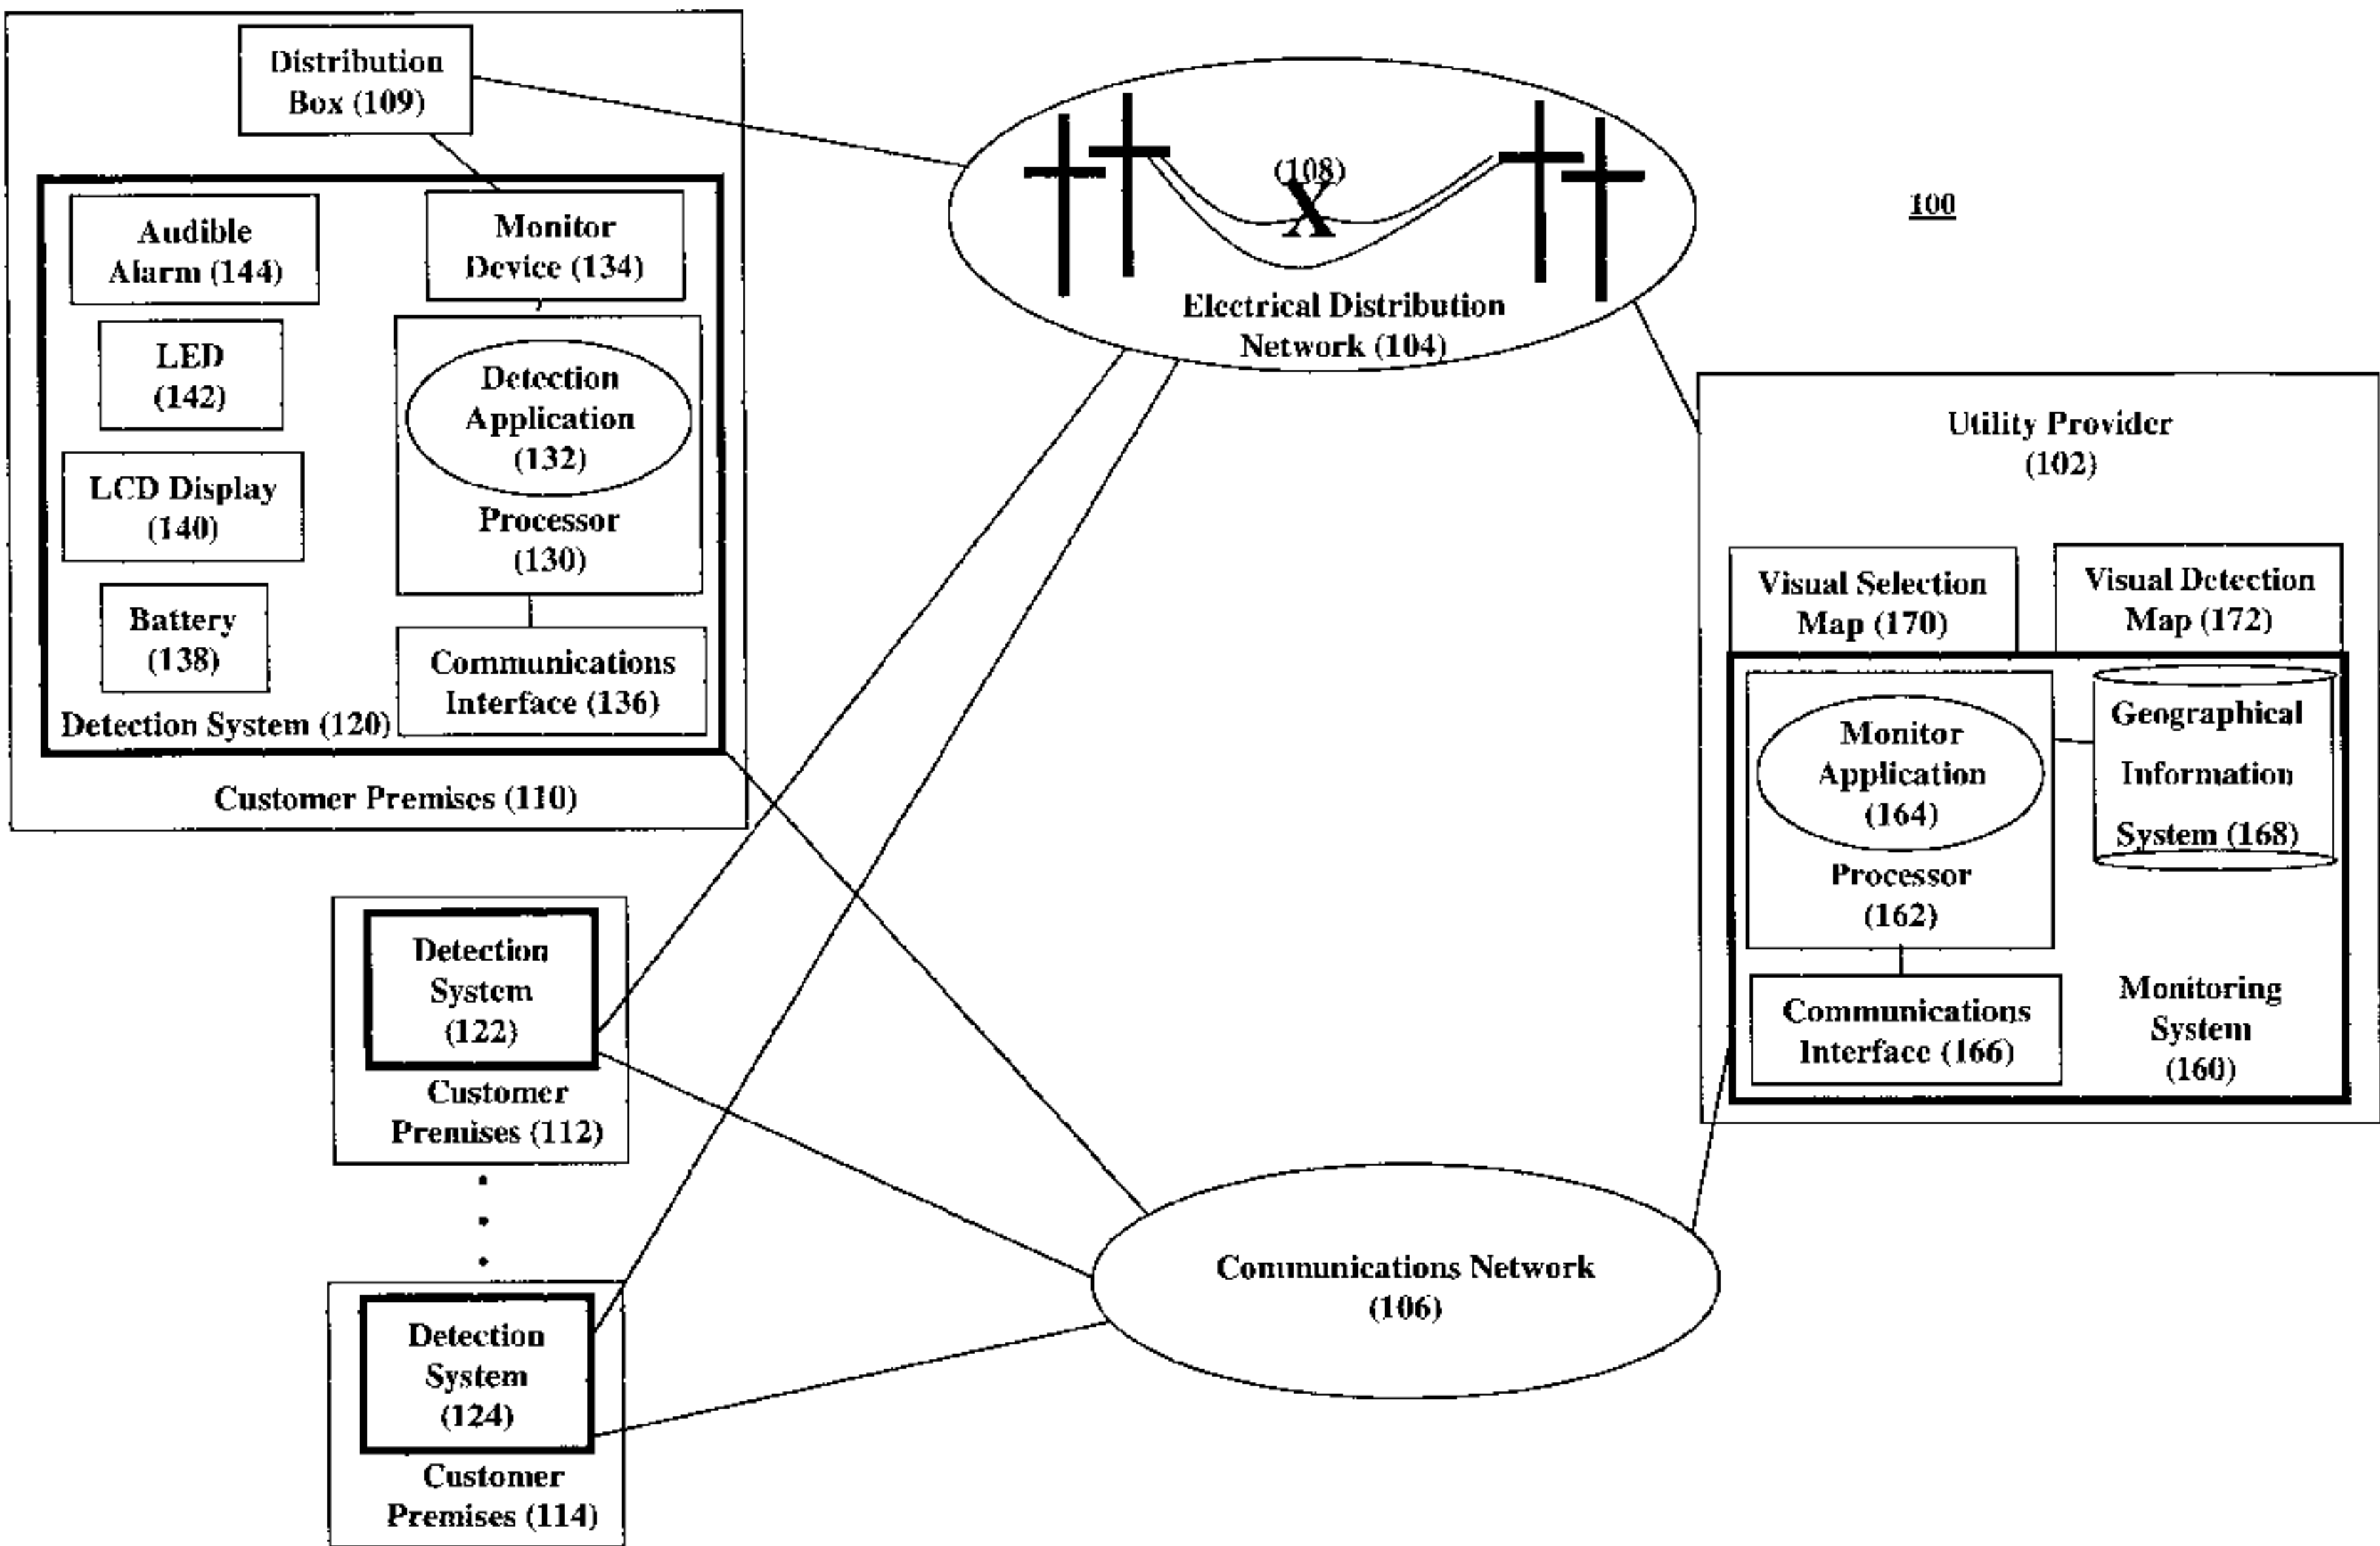 Distribution
Box (109)
Audible
Alarm (144)
Monitor
Device (134)
LED
(142)
Detection
Application
(132)
Processor
(130)
LCD Display
(140)
Battery
(138)
Communications
Interface (136)
Detection System (120)
Customer Premises (110)
(108)
X
Electrical Distribution
Network (104)
100
Utility Provider
(102)
Visual Selection
Map (170)
Visual Detection
Map (172)
Monitor
Application
(164)
Processor
(162)
Geographical
Information
System (168)
Communications
Interface (166)
Monitoring
System
(160)
Detection
System
(122)
Customer
Premises (112)
Detection
System
(124)
Customer
Premises (114)
Communications Network
(106)